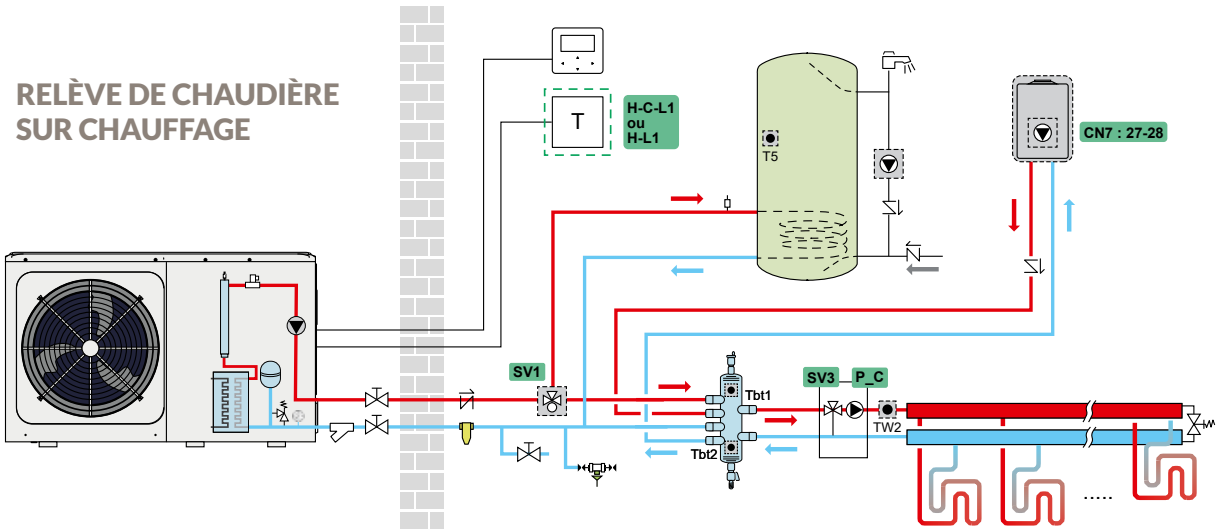 RELÈVE DE CHAUDIÈRE
SUR CHAUFFAGE
T
H-C-L1
ou
H-L1
T5
CN7 : 27-28
SV1
Tbt1
SV3
P_C
TW2
Tbt2
.....